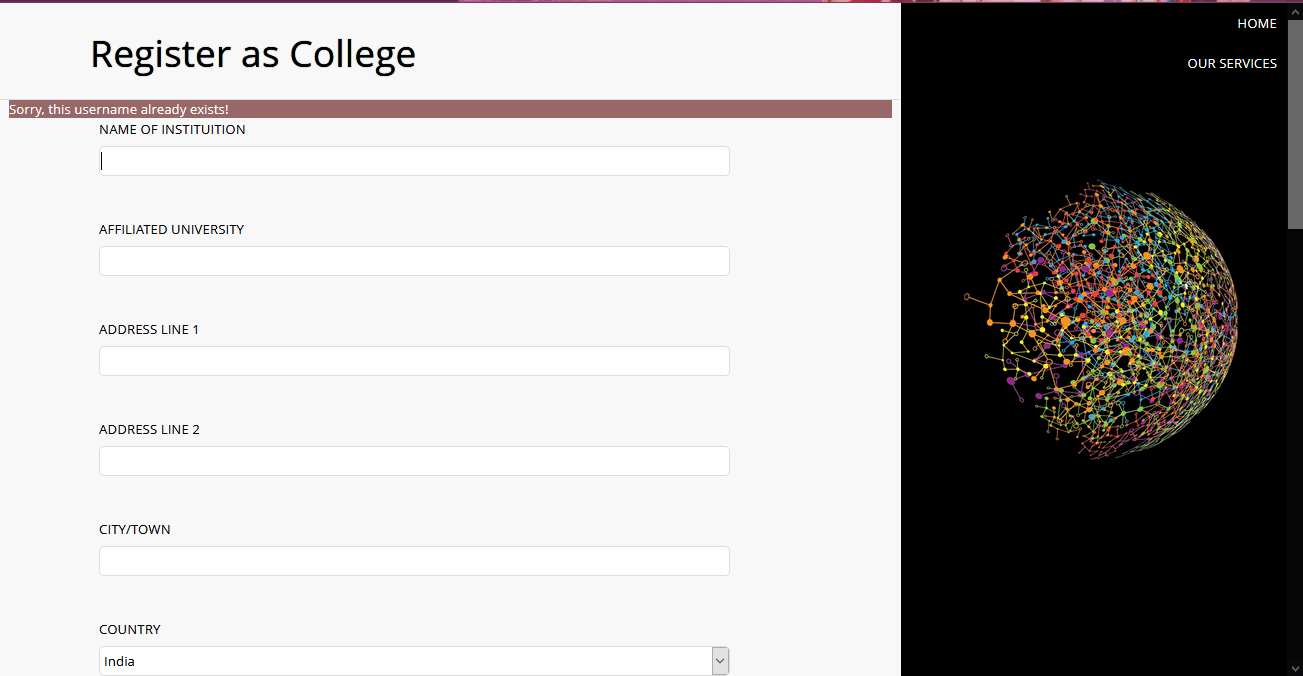 Register as College
HOME
OUR SERVICES
Sorry, this username already exists!
NAME OF INSTITUITION
AFFILIATED UNIVERSITY
ADDRESS LINE 1
ADDRESS LINE 2
CITY/TOWN
COUNTRY
India